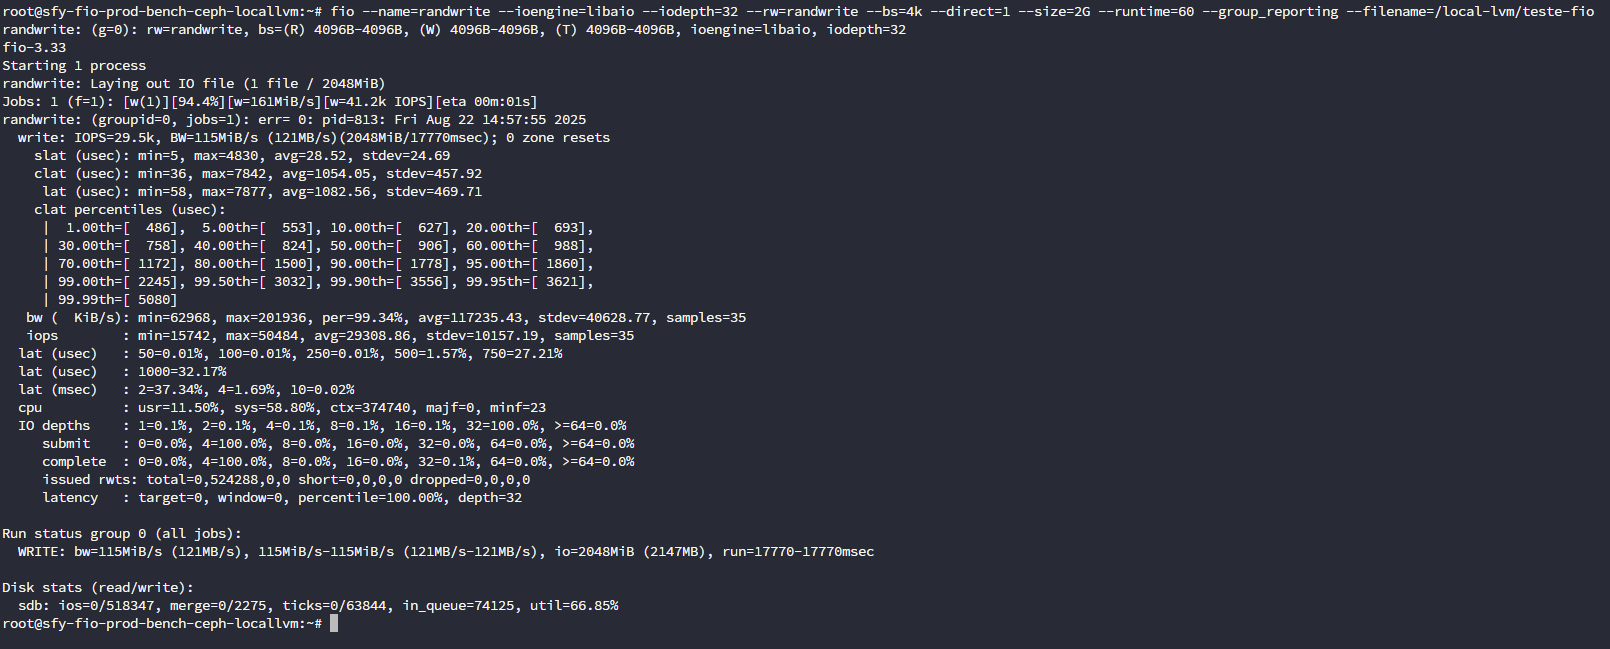 root@sfy-fio-prod-bench-ceph-locallvm:~# fio --name=randwrite --ioengine=libaio --iodepth=32 --rw=randwrite --bs=4k --direct=1 --size=2G --runtime=60 --group_reporting --filename=/local-lvm/teste-fio
randwrite: (g=0): rw=randwrite, bs=(R) 4096B-4096B, (W) 4096B-4096B, (T) 4096B-4096B, ioengine=libaio, iodepth=32
fio-3.33
Starting 1 process
randwrite: Laying out IO file (1 file / 2048MiB)
Jobs: 1 (f=1): [w(1)][94.4%][w=161MiB/s][w=41.2k IOPS][eta 00m:01s]
randwrite: (groupid=0, jobs=1): err= 0: pid=813: Fri Aug 22 14:57:55 2025
  write: IOPS=29.5k, BW=115MiB/s (121MB/s)(2048MiB/17770msec); 0 zone resets
    slat (usec): min=5, max=4830, avg=28.52, stdev=24.69
    clat (usec): min=36, max=7842, avg=1054.05, stdev=457.92
     lat (usec): min=58, max=7877, avg=1082.56, stdev=469.71
    clat percentiles (usec):
     |  1.00th=[  486],  5.00th=[  553], 10.00th=[  627], 20.00th=[  693],
     | 30.00th=[  758], 40.00th=[  824], 50.00th=[  906], 60.00th=[  988],
     | 70.00th=[ 1172], 80.00th=[ 1500], 90.00th=[ 1778], 95.00th=[ 1860],
     | 99.00th=[ 2245], 99.50th=[ 3032], 99.90th=[ 3556], 99.95th=[ 3621],
     | 99.99th=[ 5080]
   bw (  KiB/s): min=62968, max=201936, per=99.34%, avg=117235.43, stdev=40628.77, samples=35
   iops        : min=15742, max=50484, avg=29308.86, stdev=10157.19, samples=35
  lat (usec)   : 50=0.01%, 100=0.01%, 250=0.01%, 500=1.57%, 750=27.21%
  lat (usec)   : 1000=32.17%
  lat (msec)   : 2=37.34%, 4=1.69%, 10=0.02%
  cpu          : usr=11.50%, sys=58.80%, ctx=374740, majf=0, minf=23
  IO depths    : 1=0.1%, 2=0.1%, 4=0.1%, 8=0.1%, 16=0.1%, 32=100.0%, >=64=0.0%
     submit    : 0=0.0%, 4=100.0%, 8=0.0%, 16=0.0%, 32=0.0%, 64=0.0%, >=64=0.0%
     complete  : 0=0.0%, 4=100.0%, 8=0.0%, 16=0.0%, 32=0.1%, 64=0.0%, >=64=0.0%
     issued rwts: total=0,524288,0,0 short=0,0,0,0 dropped=0,0,0,0
     latency   : target=0, window=0, percentile=100.00%, depth=32
Run status group 0 (all jobs):
  WRITE: bw=115MiB/s (121MB/s), 115MiB/s-115MiB/s (121MB/s-121MB/s), io=2048MiB (2147MB), run=17770-17770msec
Disk stats (read/write):
  sdb: ios=0/518347, merge=0/2275, ticks=0/63844, in_queue=74125, util=66.85%
root@sfy-fio-prod-bench-ceph-locallvm:~#